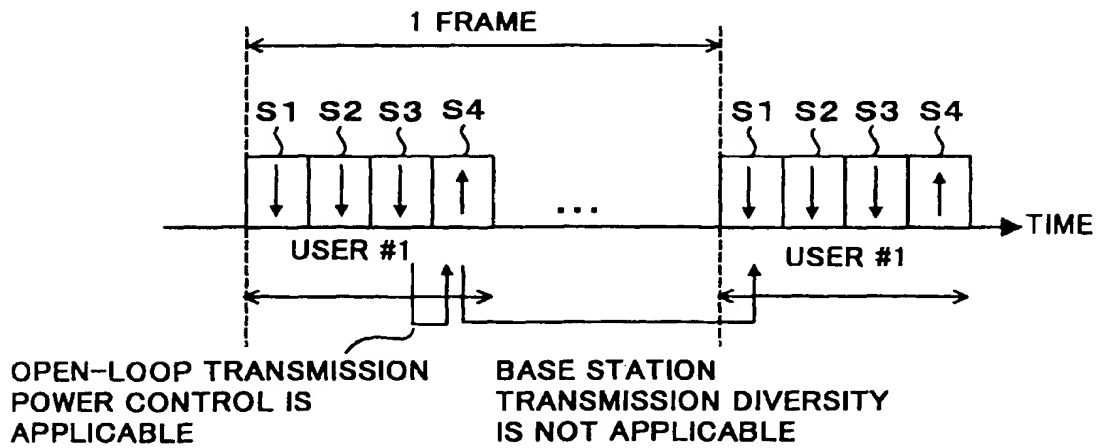 1 FRAME
S1 S2 S3 S4 S1 S2 S3 S4
...
TIME
USER #1 USER #1
OPEN-LOOP TRANSMISSION
POWER CONTROL IS
APPLICABLE
BASE STATION
TRANSMISSION DIVERSITY
IS NOT APPLICABLE